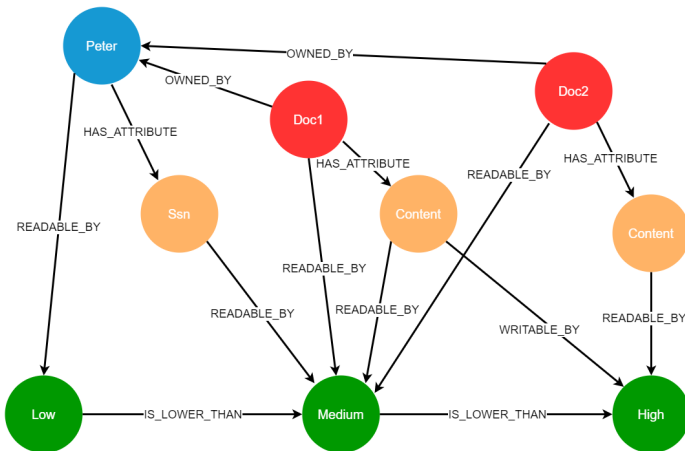 Peter
OWNED_BY
Doc2
OWNED_BY
Doc1
HAS_ATTRIBUTE
HAS_ATTRIBUTE
HAS_ATTRIBUTE
READABLE_BY
Ssn
Content
READABLE_BY
Content
READABLE_BY
READABLE_BY
READABLE_BY
READABLE_BY
WRITABLE_BY
Low
IS_LOWER_THAN
Medium
IS_LOWER_THAN
High